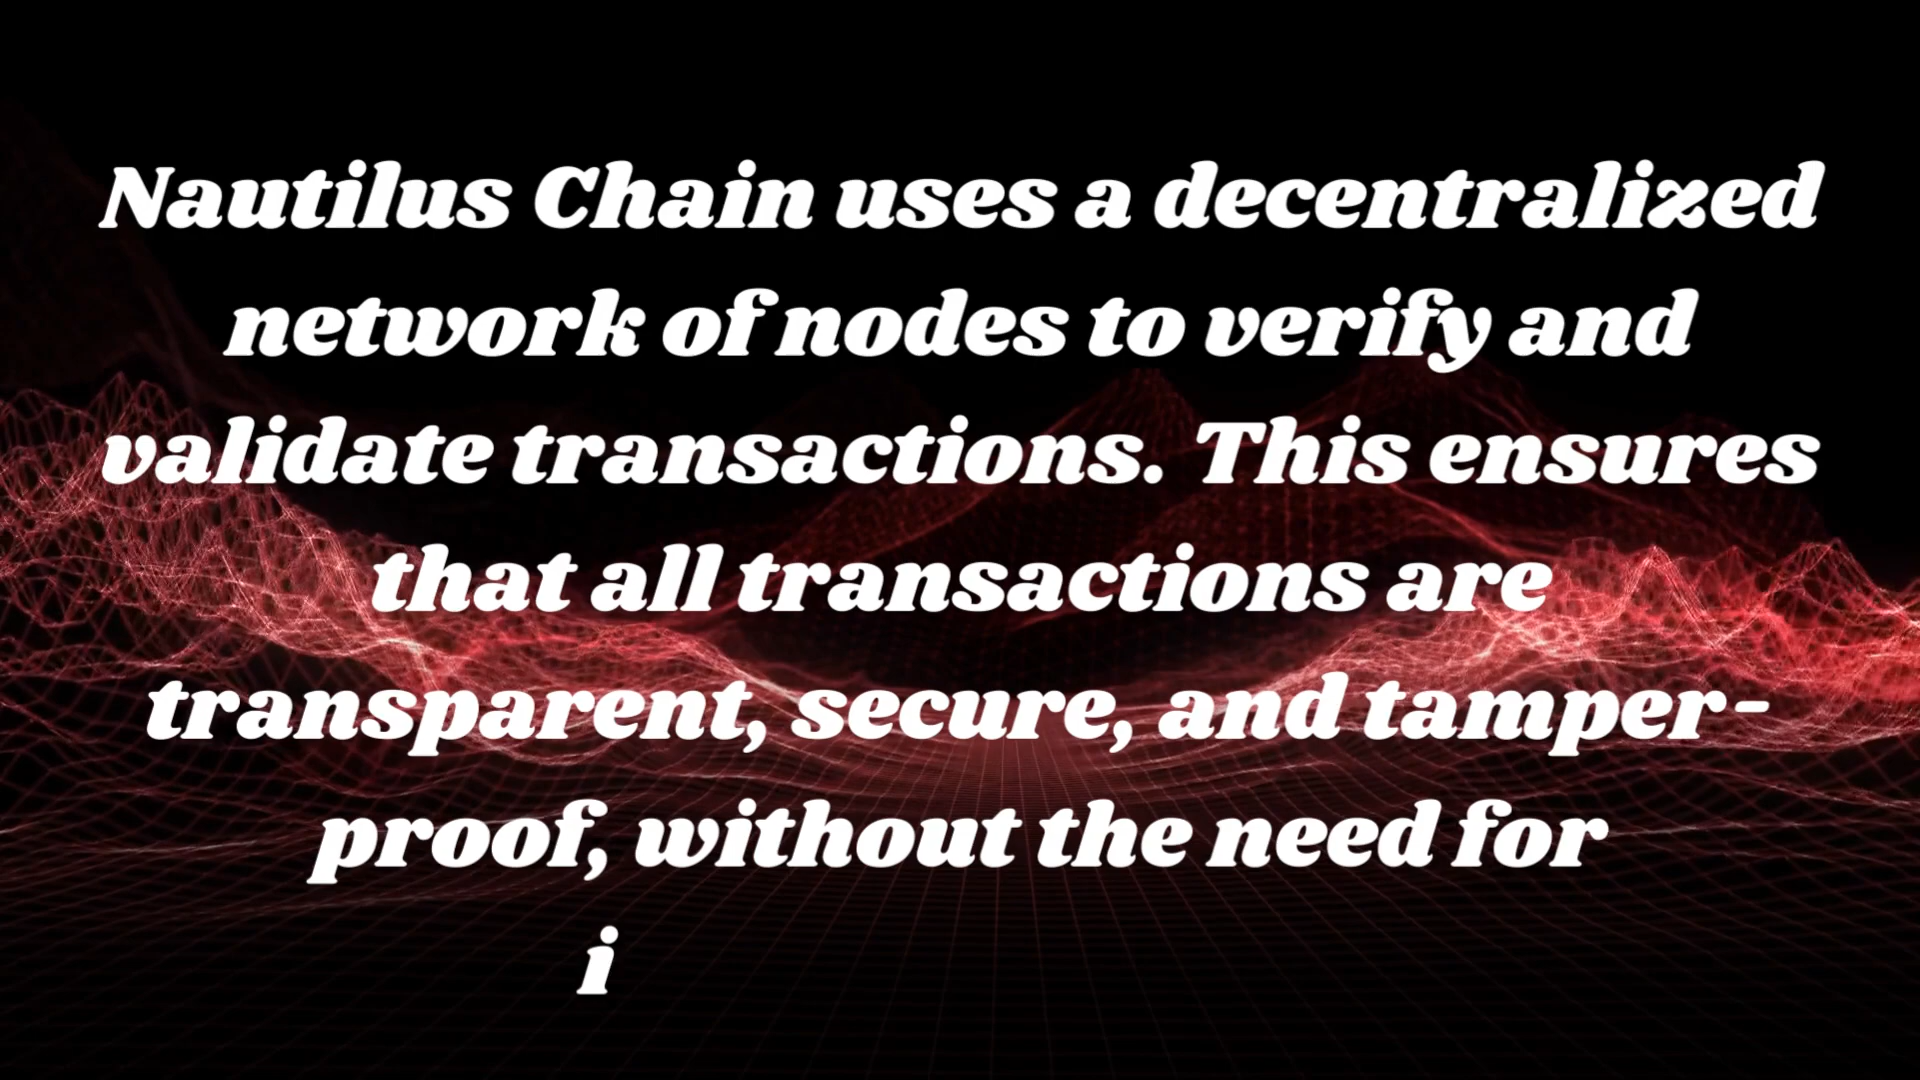 Nautilus Chain uses a decentralized
network of nodes to verify and
validate transactions. This ensures
that all transactions are
transparent, secure, and tamper-
proof, without the need for
i